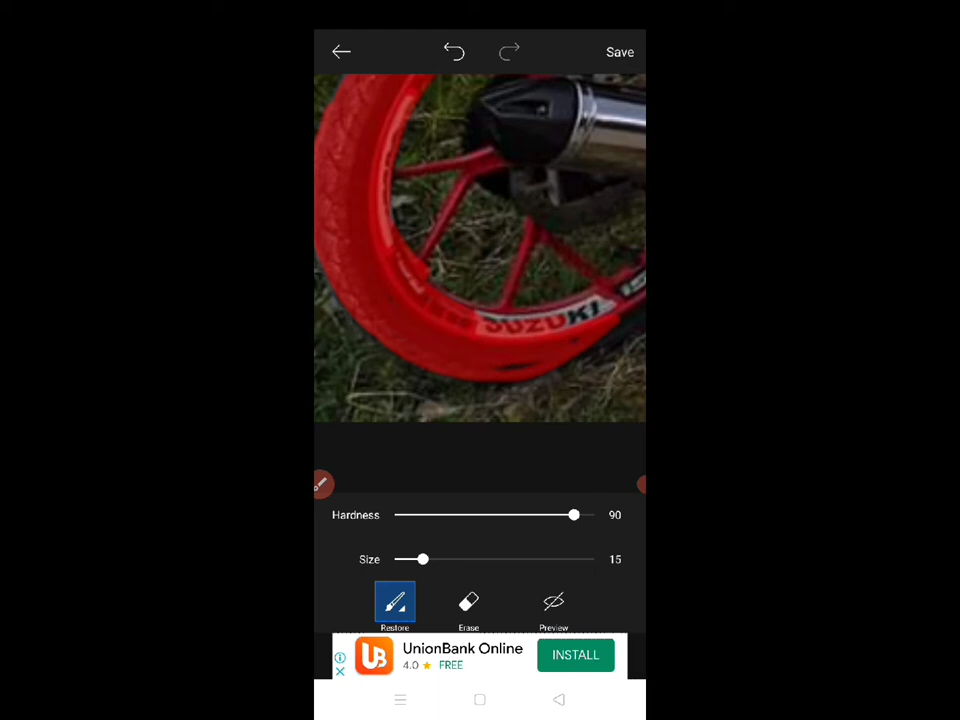 Save
SUZUKI
Hardness 90
Size 15
Restore Erase Preview
UnionBank Online
4.0 FREE
INSTALL